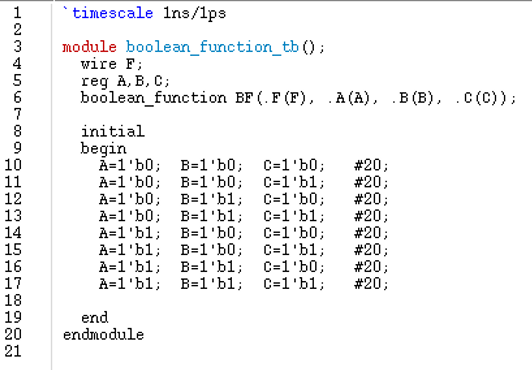 1 `timescale 1ns/1ps
2
3 module boolean_function_tb();
4 wire F;
5 reg A,B,C;
6 boolean_function BF(.F(F), .A(A), .B(B), .C(C));
7
8 initial
9 begin
10 A=1'b0; B=1'b0; C=1'b0; #20;
11 A=1'b0; B=1'b0; C=1'b1; #20;
12 A=1'b0; B=1'b1; C=1'b0; #20;
13 A=1'b0; B=1'b1; C=1'b1; #20;
14 A=1'b1; B=1'b0; C=1'b0; #20;
15 A=1'b1; B=1'b0; C=1'b1; #20;
16 A=1'b1; B=1'b1; C=1'b0; #20;
17 A=1'b1; B=1'b1; C=1'b1; #20;
18
19 end
20 endmodule
21